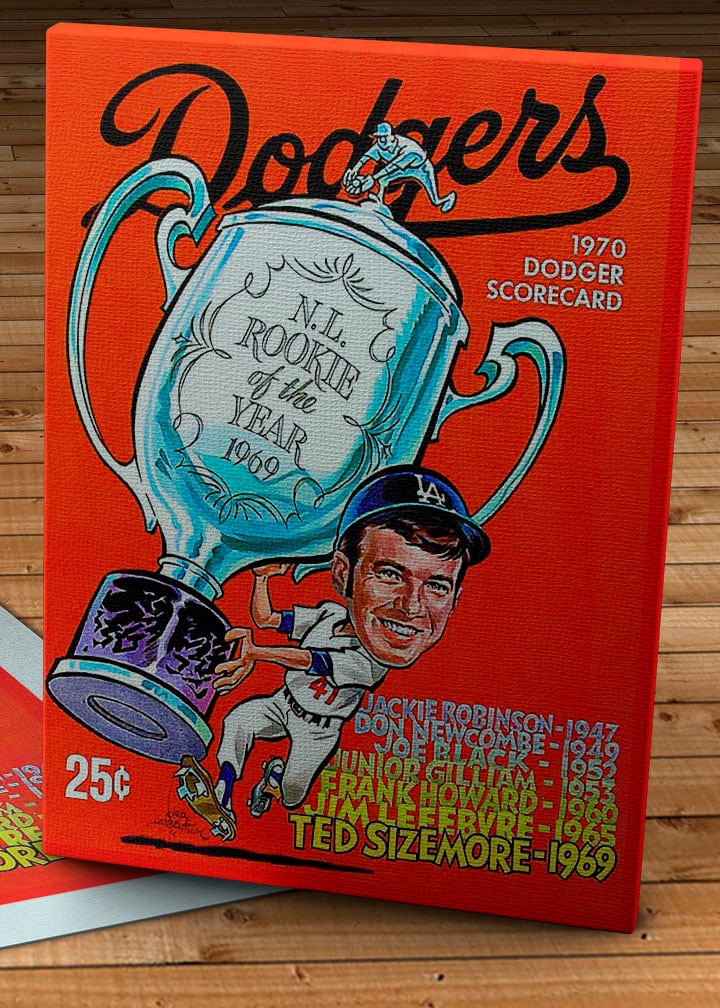 Dodgers
1970
DODGER
SCORECARD
N.L.
ROOKIE
of the
YEAR
1969
LA
41
JACKIE ROBINSON-1947
DON NEWCOMBE-1949
JOE BLACK - 1952
JUNIOR GILLIAM-1953
FRANK HOWARD-1960
JIM LEFEBVRE-1965
TED SIZEMORE-1969
25¢